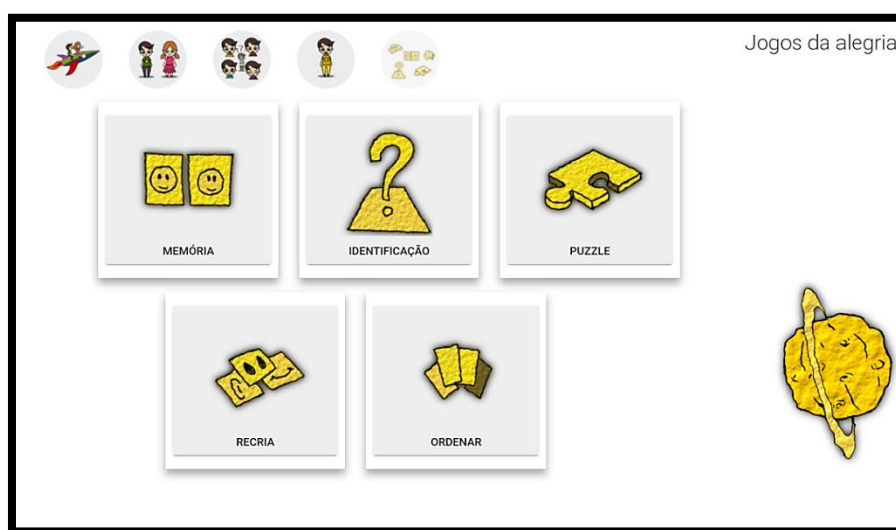 Jogos da alegria
MEMÓRIA
IDENTIFICAÇÃO
PUZZLE
RECRIA
ORDENAR